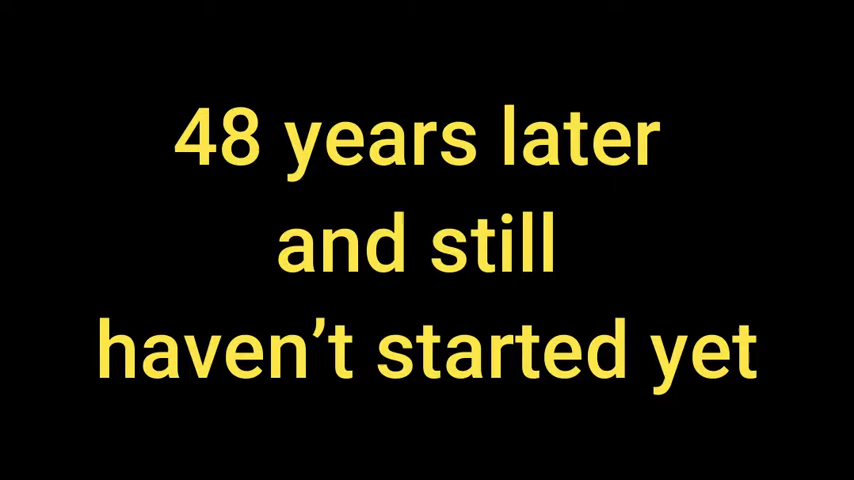 48 years later
and still
haven’t started yet